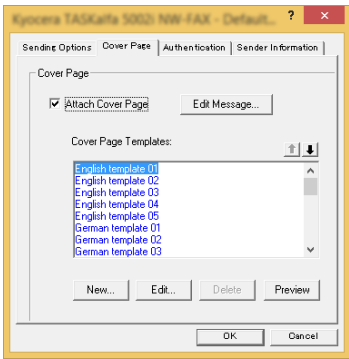 Kyocera TASKalfa 5002i NW-FAX - Default...
Sending Options Cover Page Authentication Sender Information
Cover Page
Attach Cover Page Edit Message...
Cover Page Templates:
English template 01
English template 02
English template 03
English template 04
English template 05
German template 01
German template 02
German template 03
New... Edit... Delete Preview
OK Cancel